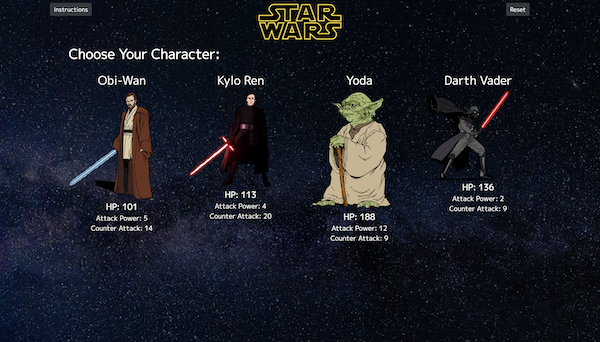 Instructions
STAR
WARS
Reset
Choose Your Character:
Obi-Wan
HP: 101
Attack Power: 5
Counter Attack: 14
Kylo Ren
HP: 113
Attack Power: 4
Counter Attack: 20
Yoda
HP: 188
Attack Power: 12
Counter Attack: 9
Darth Vader
HP: 136
Attack Power: 2
Counter Attack: 9